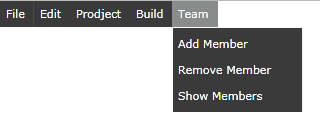 File Edit Prodject Build Team
Add Member
Remove Member
Show Members